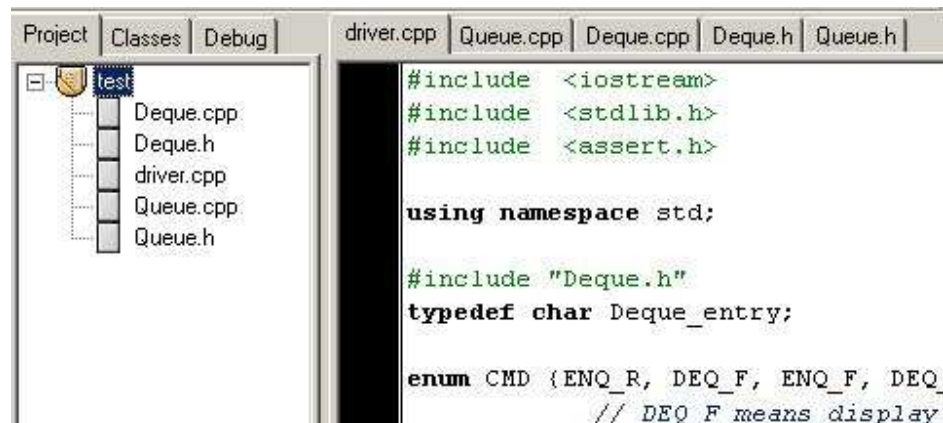 Project Classes Debug
test
Deque.cpp
Deque.h
driver.cpp
Queue.cpp
Queue.h
driver.cpp Queue.cpp Deque.cpp Deque.h Queue.h
#include <iostream>
#include <stdlib.h>
#include <assert.h>
using namespace std;
#include "Deque.h"
typedef char Deque_entry;
enum CMD {ENQ_R, DEQ_F, ENQ_F, DEQ_
// DEQ_F means display